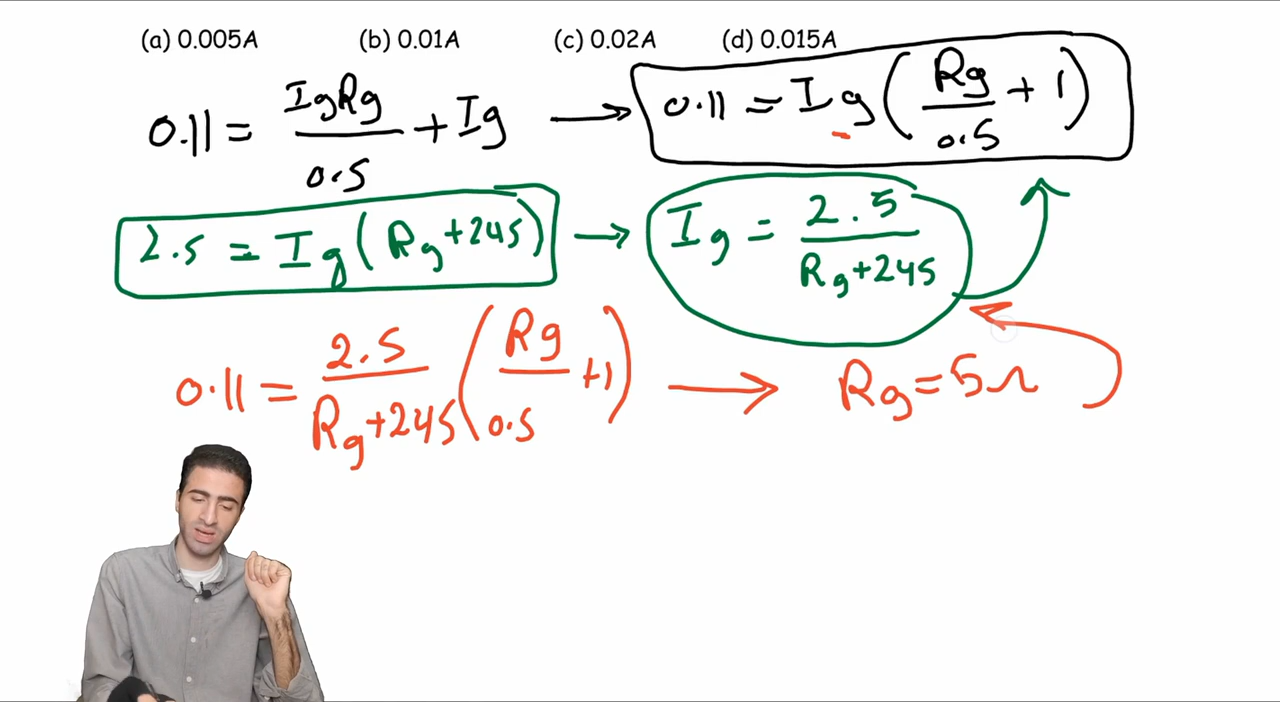 (a) 0.005A (b) 0.01A (c) 0.02A (d) 0.015A
0.11 = IgRg/0.5 + Ig → 0.11 = Ig(Rg/0.5 + 1)
2.5 = Ig(Rg+245) → Ig = 2.5/(Rg+245)
0.11 = 2.5/(Rg+245) (Rg/0.5 +1) → Rg=5Ω